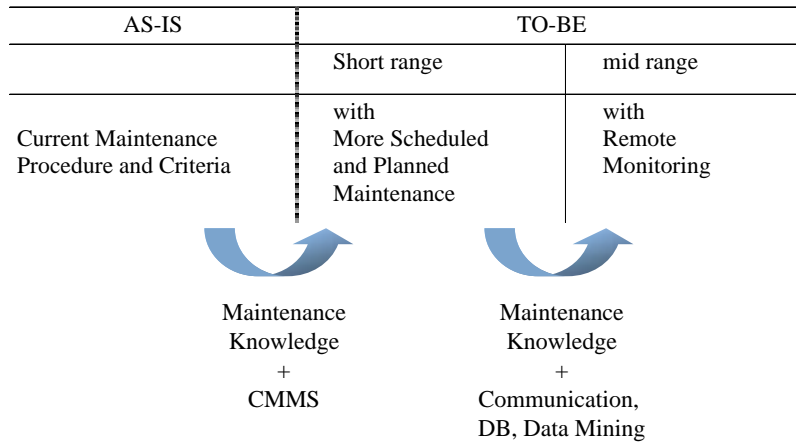 AS-IS
TO-BE
Short range
mid range
Current Maintenance
Procedure and Criteria
with
More Scheduled
and Planned
Maintenance
with
Remote
Monitoring
Maintenance
Knowledge
+
CMMS
Maintenance
Knowledge
+
Communication,
DB, Data Mining